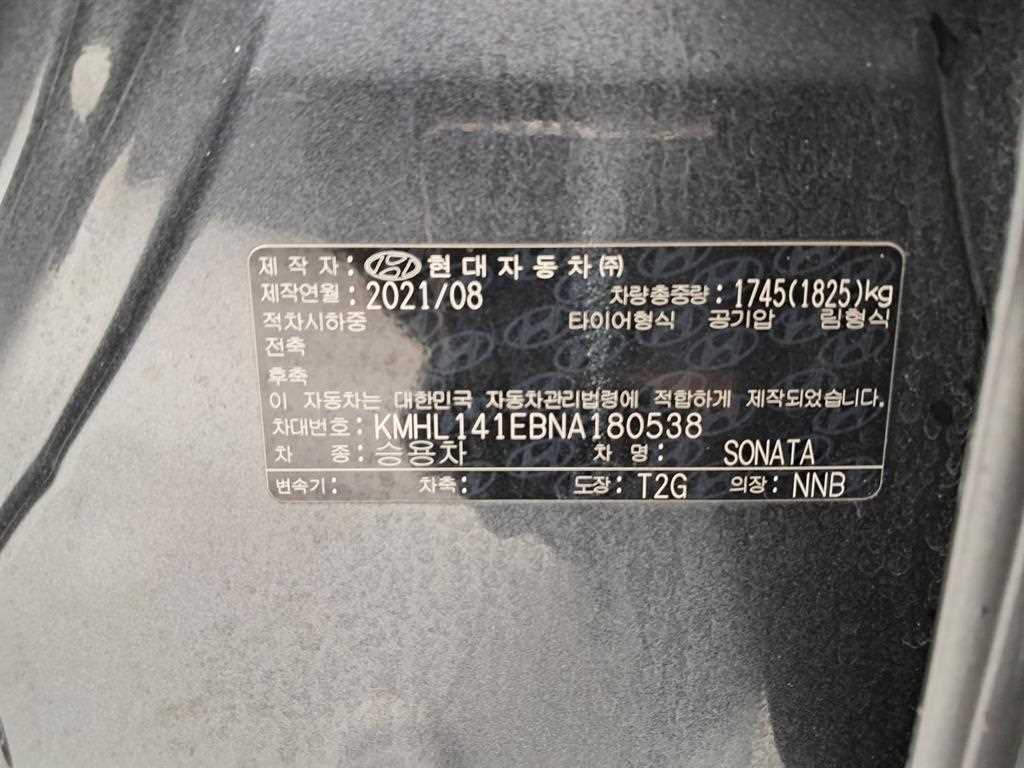 제 작 자 : 현대자동차㈜
제작연월 : 2021/08 차량총중량 : 1745(1825)kg
적차시하중 타이어형식 공기압 림형식
전축
후축
이 자동차는 대한민국 자동차관리법령에 적합하게 제작되었습니다.
차대번호 : KMHL141EBNA180538
차 종 : 승용차 차 명 : SONATA
변속기 : 차축 : 도장 : T2G 의장 : NNB